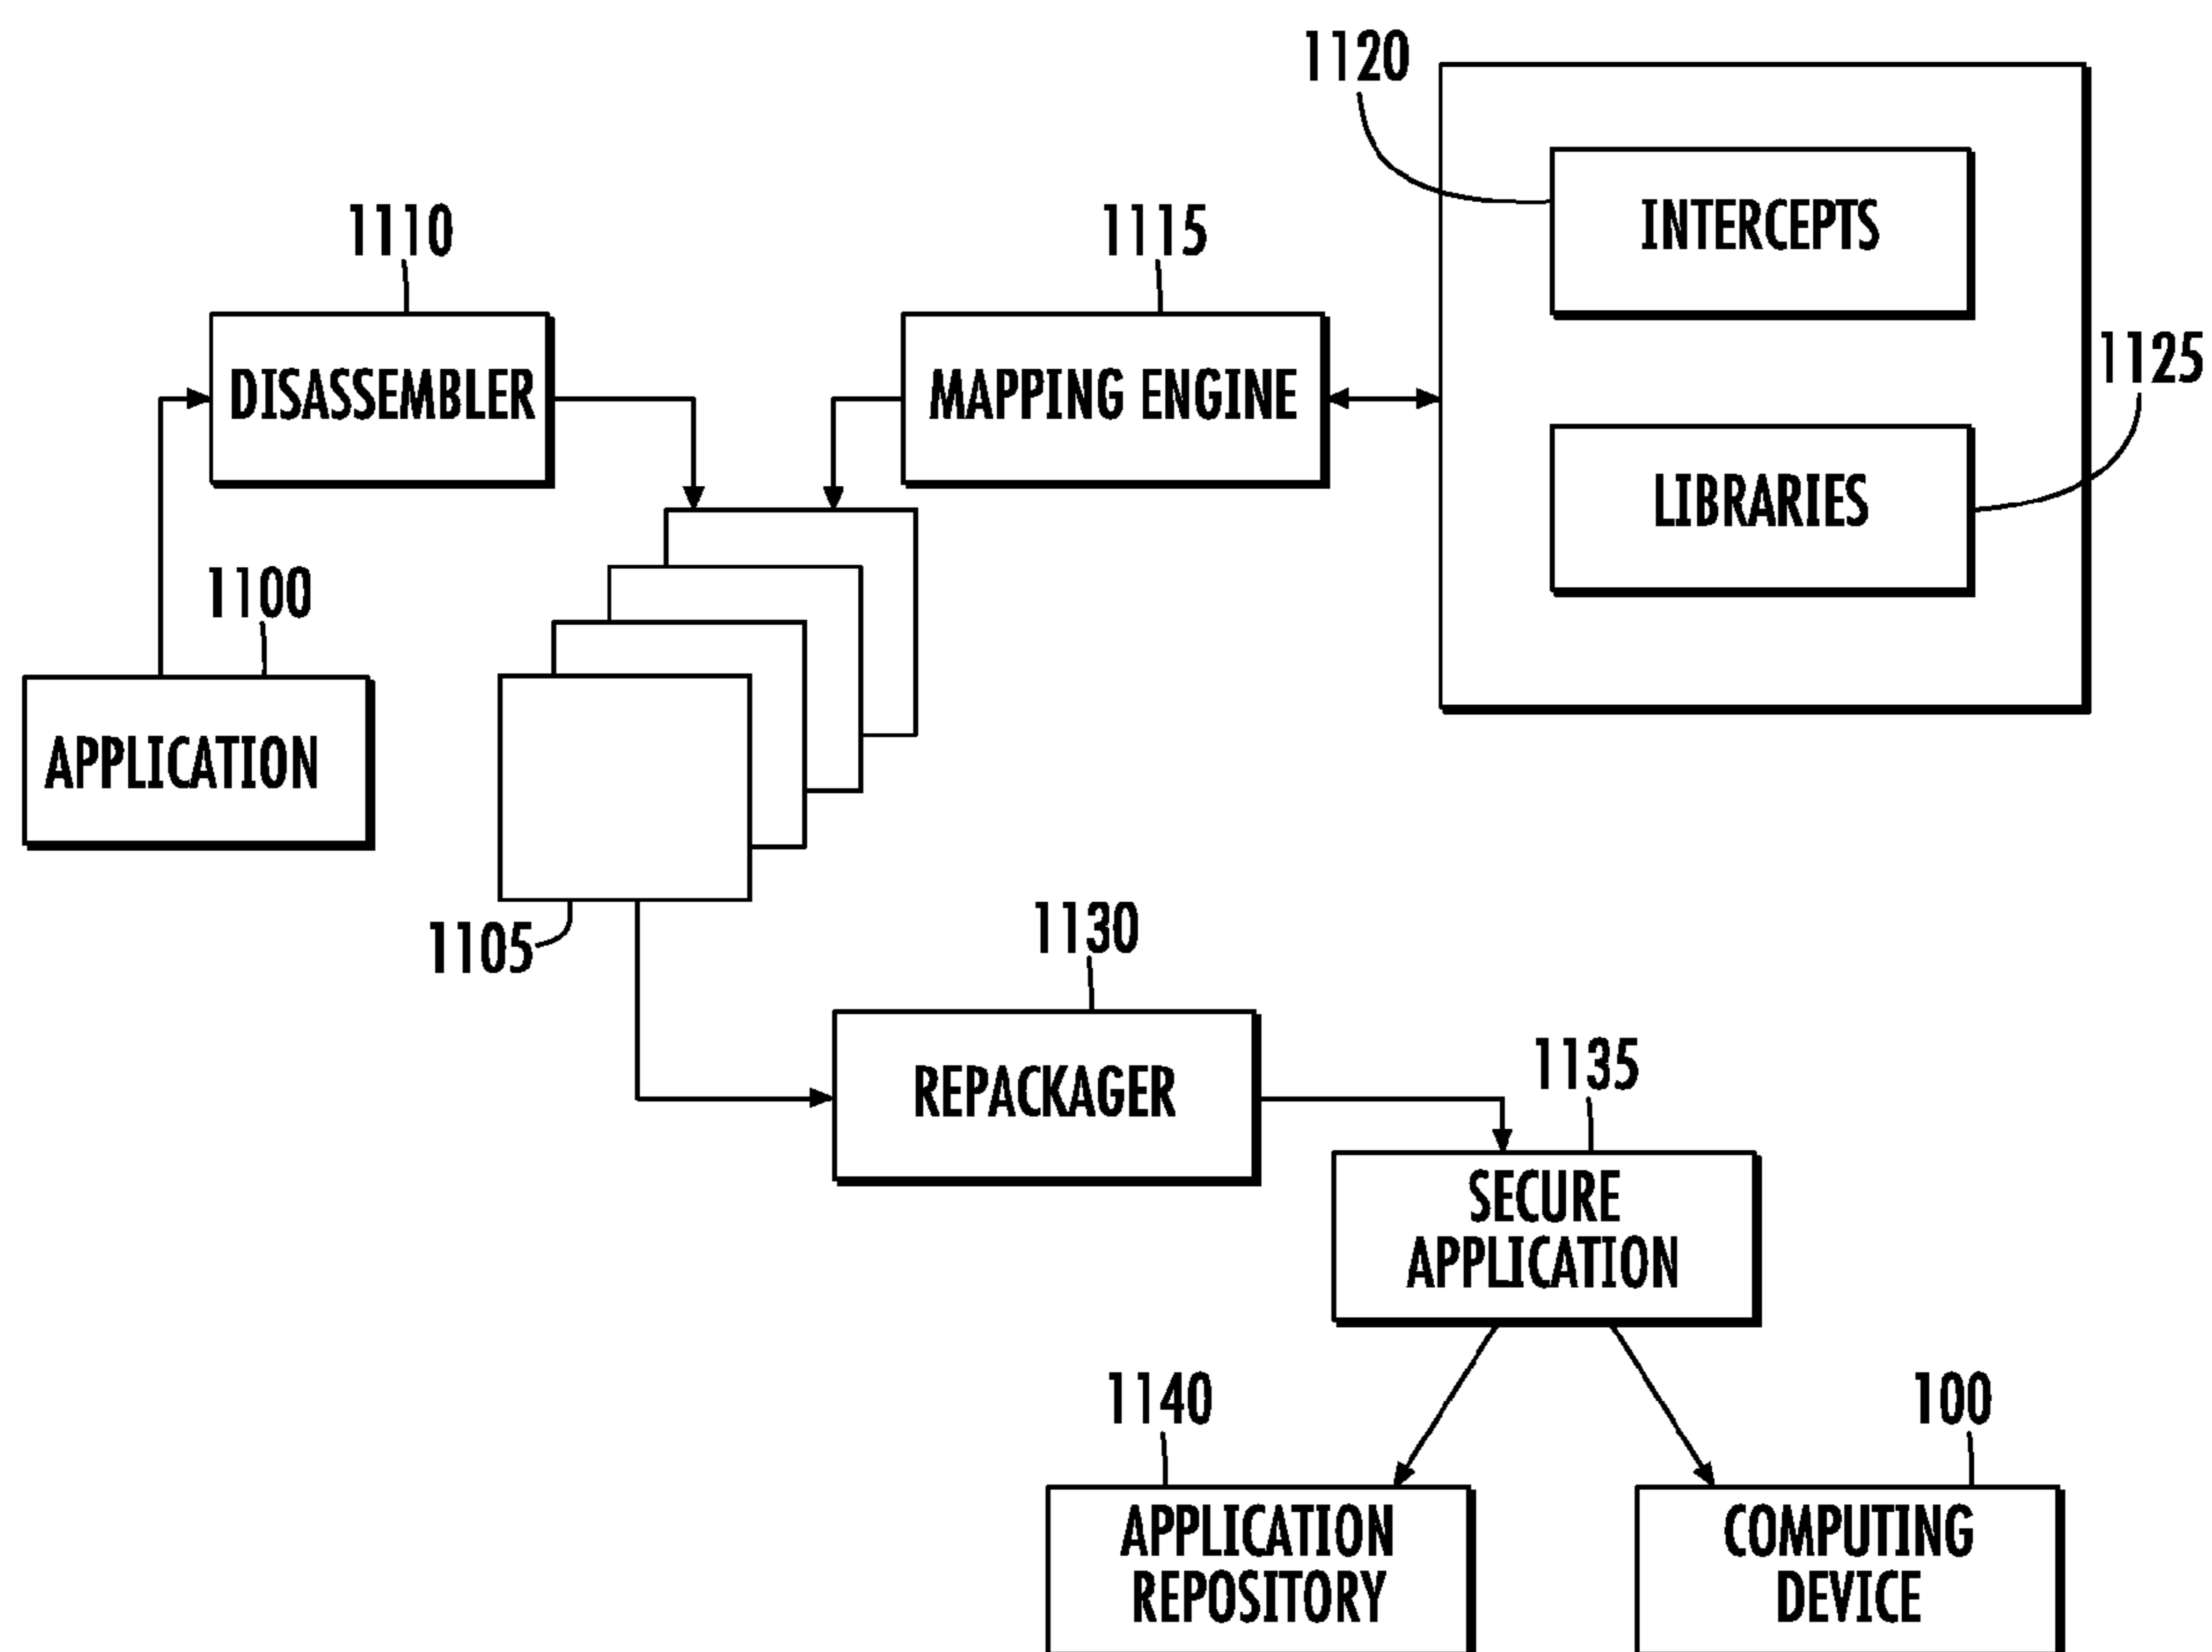 1120
INTERCEPTS
1110
1115
1125
DISASSEMBLER
MAPPING ENGINE
LIBRARIES
1100
APPLICATION
1105
1130
REPACKAGER
1135
SECURE
APPLICATION
1140
100
APPLICATION
REPOSITORY
COMPUTING
DEVICE